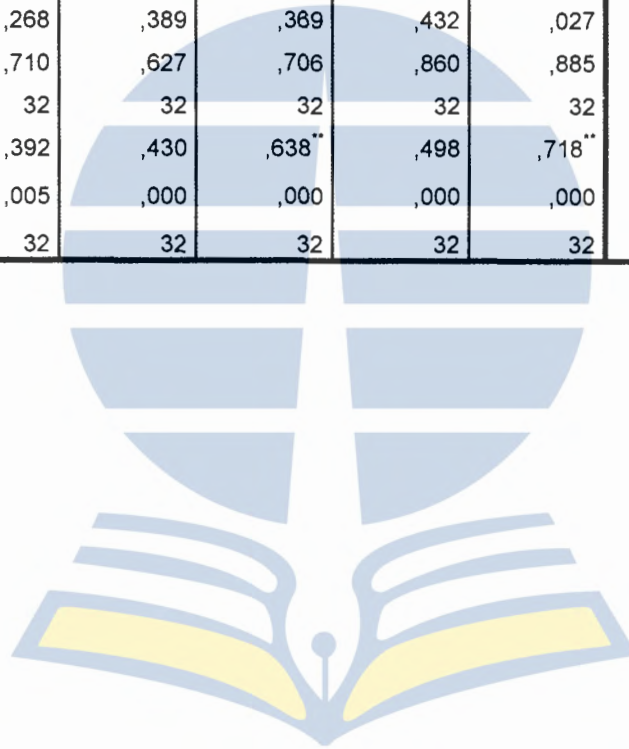 ,268 ,389 ,369 ,432 ,027
,710 ,627 ,706 ,860 ,885
32 32 32 32 32
,392 ,430 ,638** ,498 ,718**
,005 ,000 ,000 ,000 ,000
32 32 32 32 32